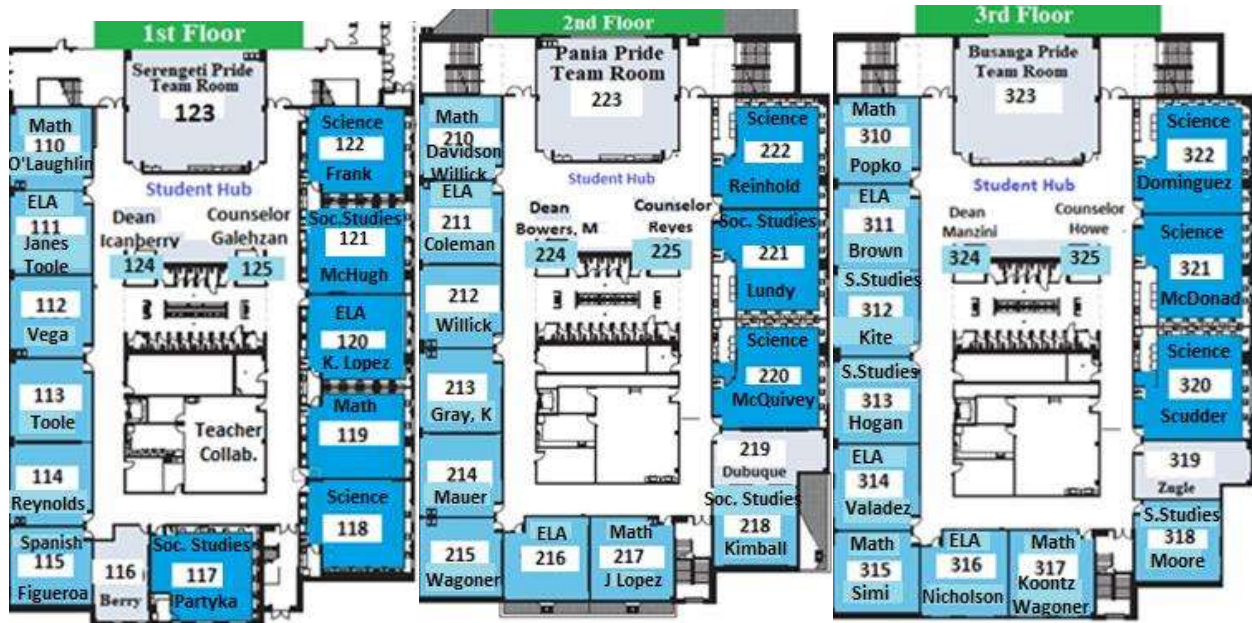 1st Floor
Serengeti Pride
Team Room
123
Math
110
O'Laughlin
Science
122
Frank
Student Hub
ELA
111
Janes
Toole
Dean
Icanberry
124
Counselor
Galehzan
125
Soc. Studies
121
McHugh
112
Vega
ELA
120
K. Lopez
113
Toole
Teacher
Collab.
Math
119
114
Reynolds
Science
118
Spanish
115
Figueroa
116
Berry
Soc. Studies
117
Partyka
2nd Floor
Pania Pride
Team Room
223
Math
210
Davidson
Willick
Science
222
Reinhold
Student Hub
ELA
211
Coleman
Dean
Bowers, M
224
Counselor
Reyes
225
Soc. Studies
221
Lundy
212
Willick
Science
220
McQuivey
213
Gray, K
214
Mauer
219
Dubuque
Soc. Studies
218
Kimball
215
Wagoner
ELA
216
Math
217
J Lopez
3rd Floor
Busanga Pride
Team Room
323
Math
310
Popko
Science
322
Dominguez
Student Hub
ELA
311
Brown
Dean
Manzini
324
Counselor
Howe
325
Science
321
McDonad
S.Studies
312
Kite
Science
320
Scudder
S.Studies
313
Hogan
ELA
314
Valadez
319
Zugle
S.Studies
318
Moore
Math
315
Simi
ELA
316
Nicholson
Math
317
Koontz
Wagoner